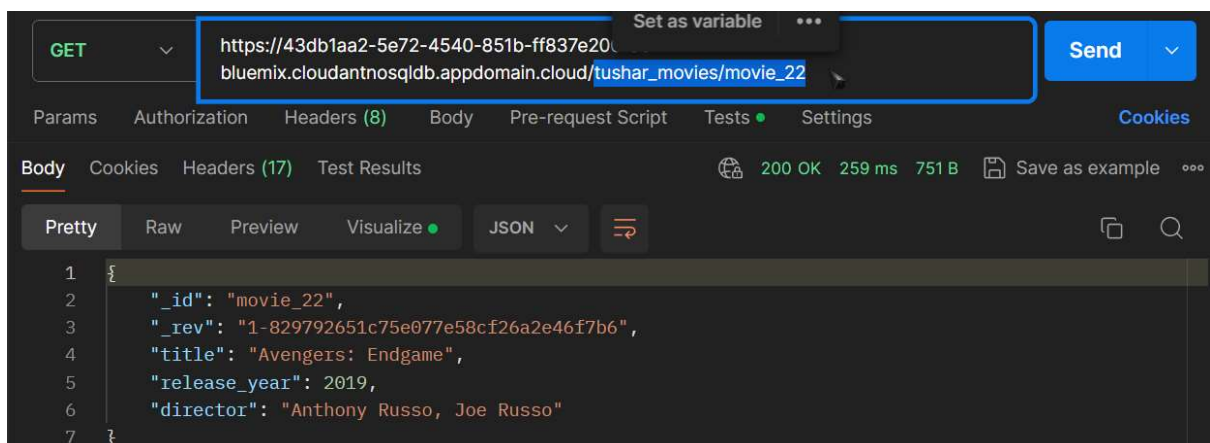 Set as variable •••
GET
https://43db1aa2-5e72-4540-851b-ff837e20
bluemix.cloudantnosqldb.appdomain.cloud/tushar_movies/movie_22
Send
Params Authorization Headers (8) Body Pre-request Script Tests Settings Cookies
Body Cookies Headers (17) Test Results 200 OK 259 ms 751 B Save as example
Pretty Raw Preview Visualize JSON
1 {
2 "_id": "movie_22",
3 "_rev": "1-829792651c75e077e58cf26a2e46f7b6",
4 "title": "Avengers: Endgame",
5 "release_year": 2019,
6 "director": "Anthony Russo, Joe Russo"
7 }